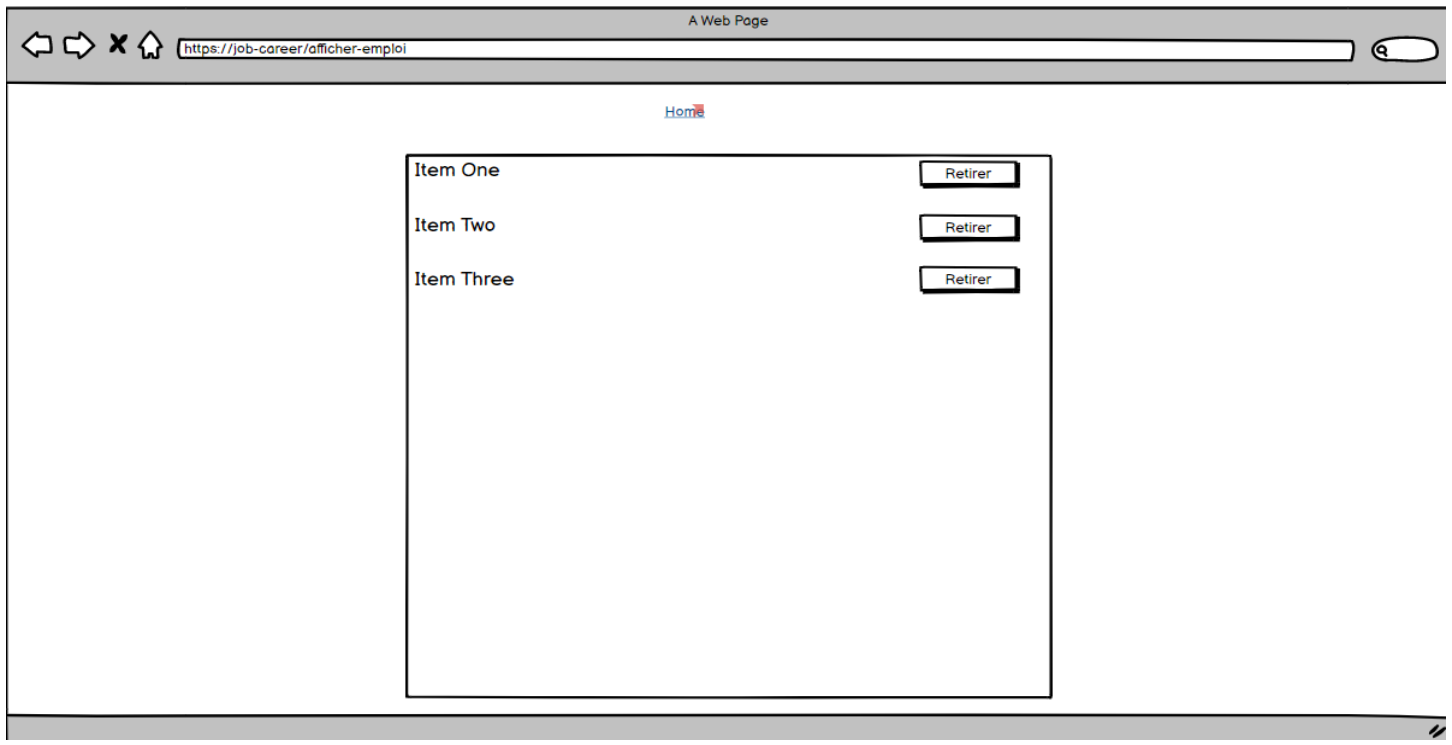 A Web Page
https://job-career/afficher-emploi
Home
Item One
Retirer
Item Two
Retirer
Item Three
Retirer